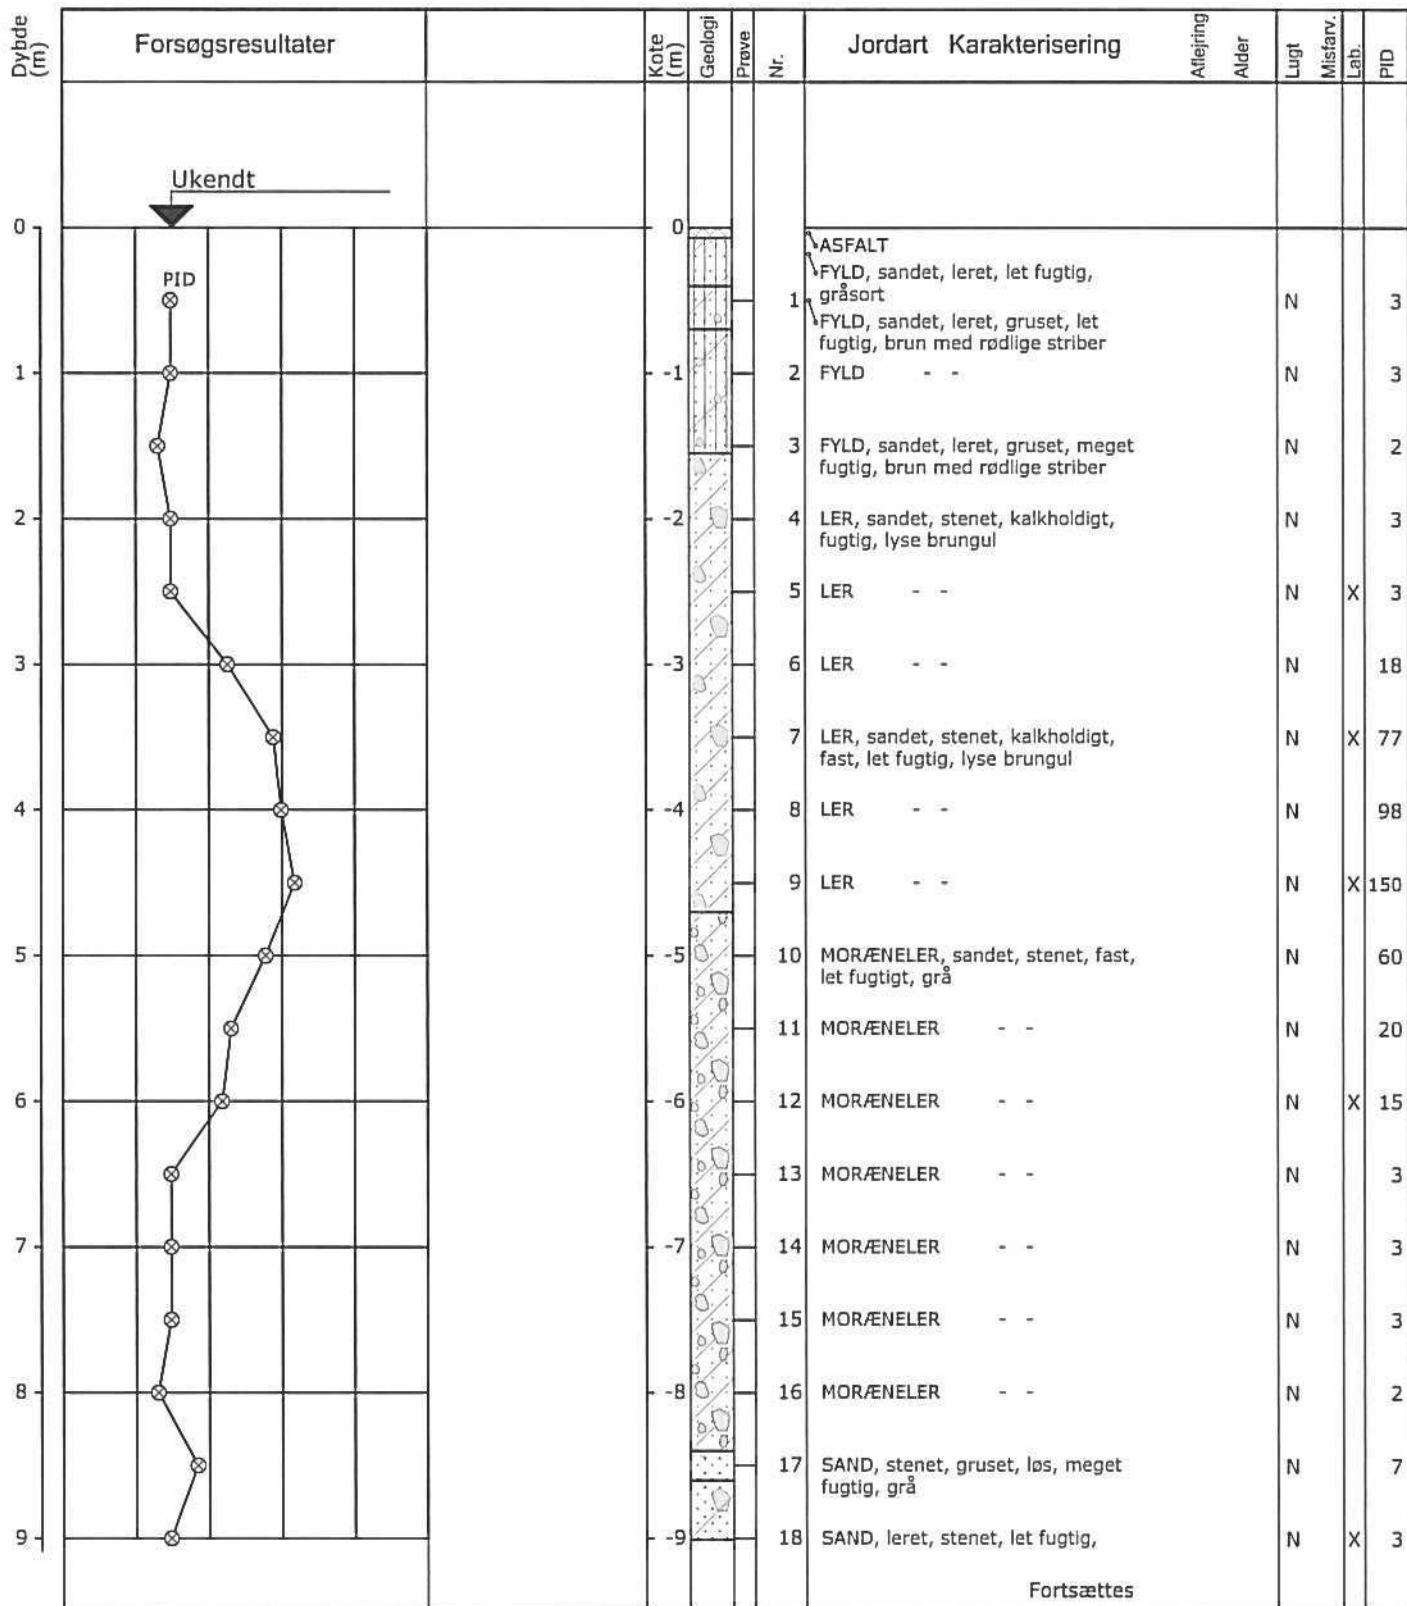 Dybde (m) Forsøgsresultater Kote (m) Geologi Prøve Nr. Jordart Karakterisering Aflejring Alder Lugt Misfarv. Lab. PID
Ukendt
0 0
ASFALT
PID
FYLD, sandet, leret, let fugtig,
gråsort
1 N 3
FYLD, sandet, leret, gruset, let
fugtig, brun med rødlige striber
1 -1 2 FYLD - - N 3
3 FYLD, sandet, leret, gruset, meget N 2
fugtig, brun med rødlige striber
2 -2 4 LER, sandet, stenet, kalkholdigt, N 3
fugtig, lyse brungul
5 LER - - N X 3
3 -3 6 LER - - N 18
7 LER, sandet, stenet, kalkholdigt, N X 77
fast, let fugtig, lyse brungul
4 -4 8 LER - - N 98
9 LER - - N X 150
5 -5 10 MORÆNELER, sandet, stenet, fast, N 60
let fugtigt, grå
11 MORÆNELER - - N 20
6 -6 12 MORÆNELER - - N X 15
13 MORÆNELER - - N 3
7 -7 14 MORÆNELER - - N 3
15 MORÆNELER - - N 3
8 -8 16 MORÆNELER - - N 2
17 SAND, stenet, gruset, løs, meget N 7
fugtig, grå
9 -9 18 SAND, leret, stenet, let fugtig, N X 3
Fortsættes